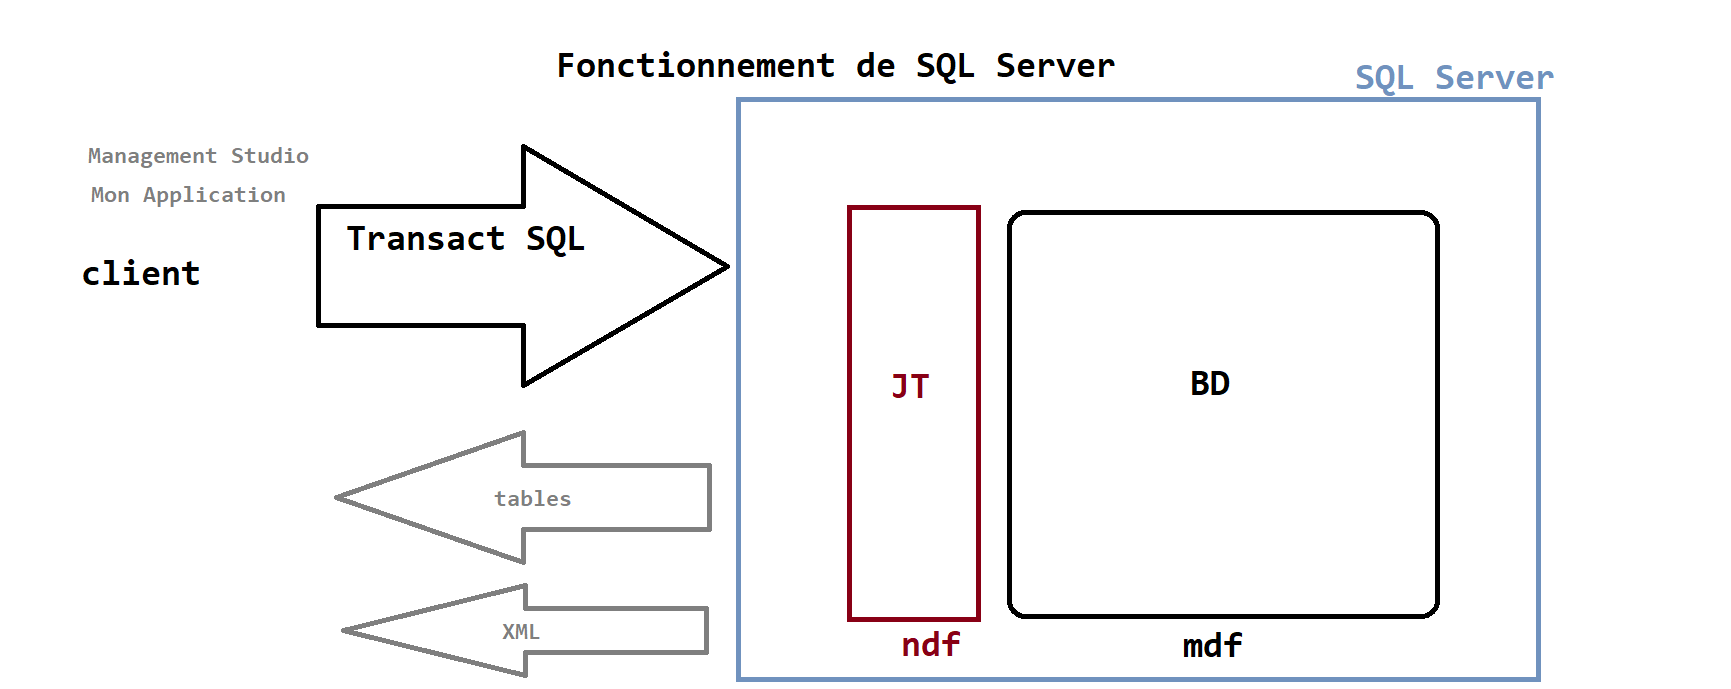 Fonctionnement de SQL Server
SQL Server
Management Studio
Mon Application
client
Transact SQL
JT
BD
tables
XML
ndf
mdf